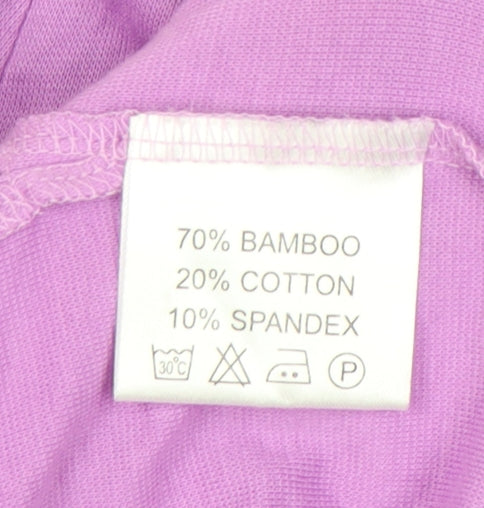 70% BAMBOO
20% COTTON
10% SPANDEX
30°C P